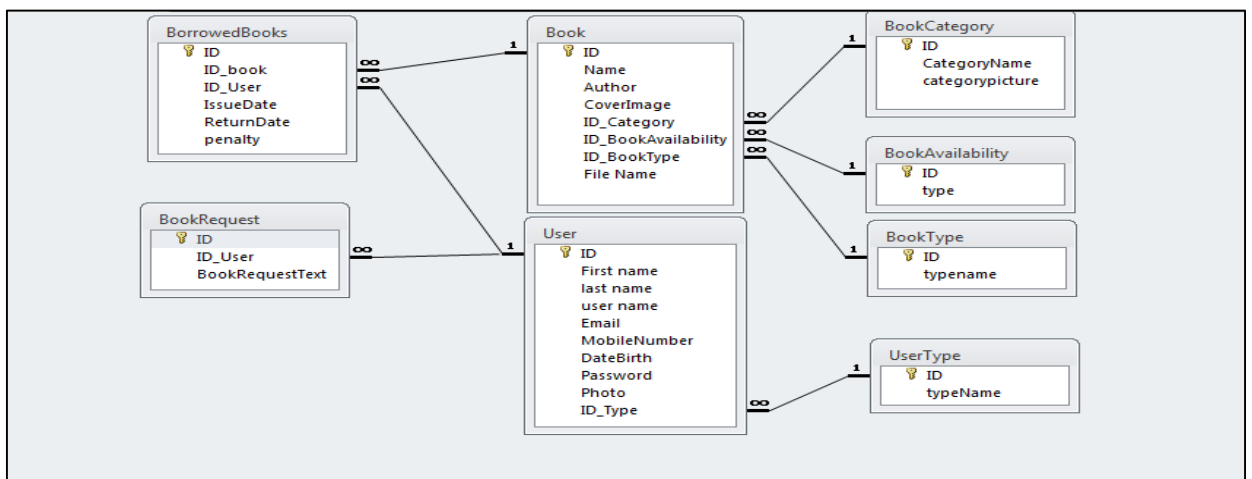 BorrowedBooks
ID
ID_book
ID_User
IssueDate
ReturnDate
penalty
∞
∞
1
Book
ID
Name
Author
CoverImage
ID_Category
ID_BookAvailability
ID_BookType
File Name
∞
∞
∞
1
BookCategory
ID
CategoryName
categorypicture
1
BookAvailability
ID
type
1
BookType
ID
typename
BookRequest
ID
ID_User
BookRequestText
∞
1
User
ID
First name
last name
user name
Email
MobileNumber
DateBirth
Password
Photo
ID_Type
∞
1
UserType
ID
typeName